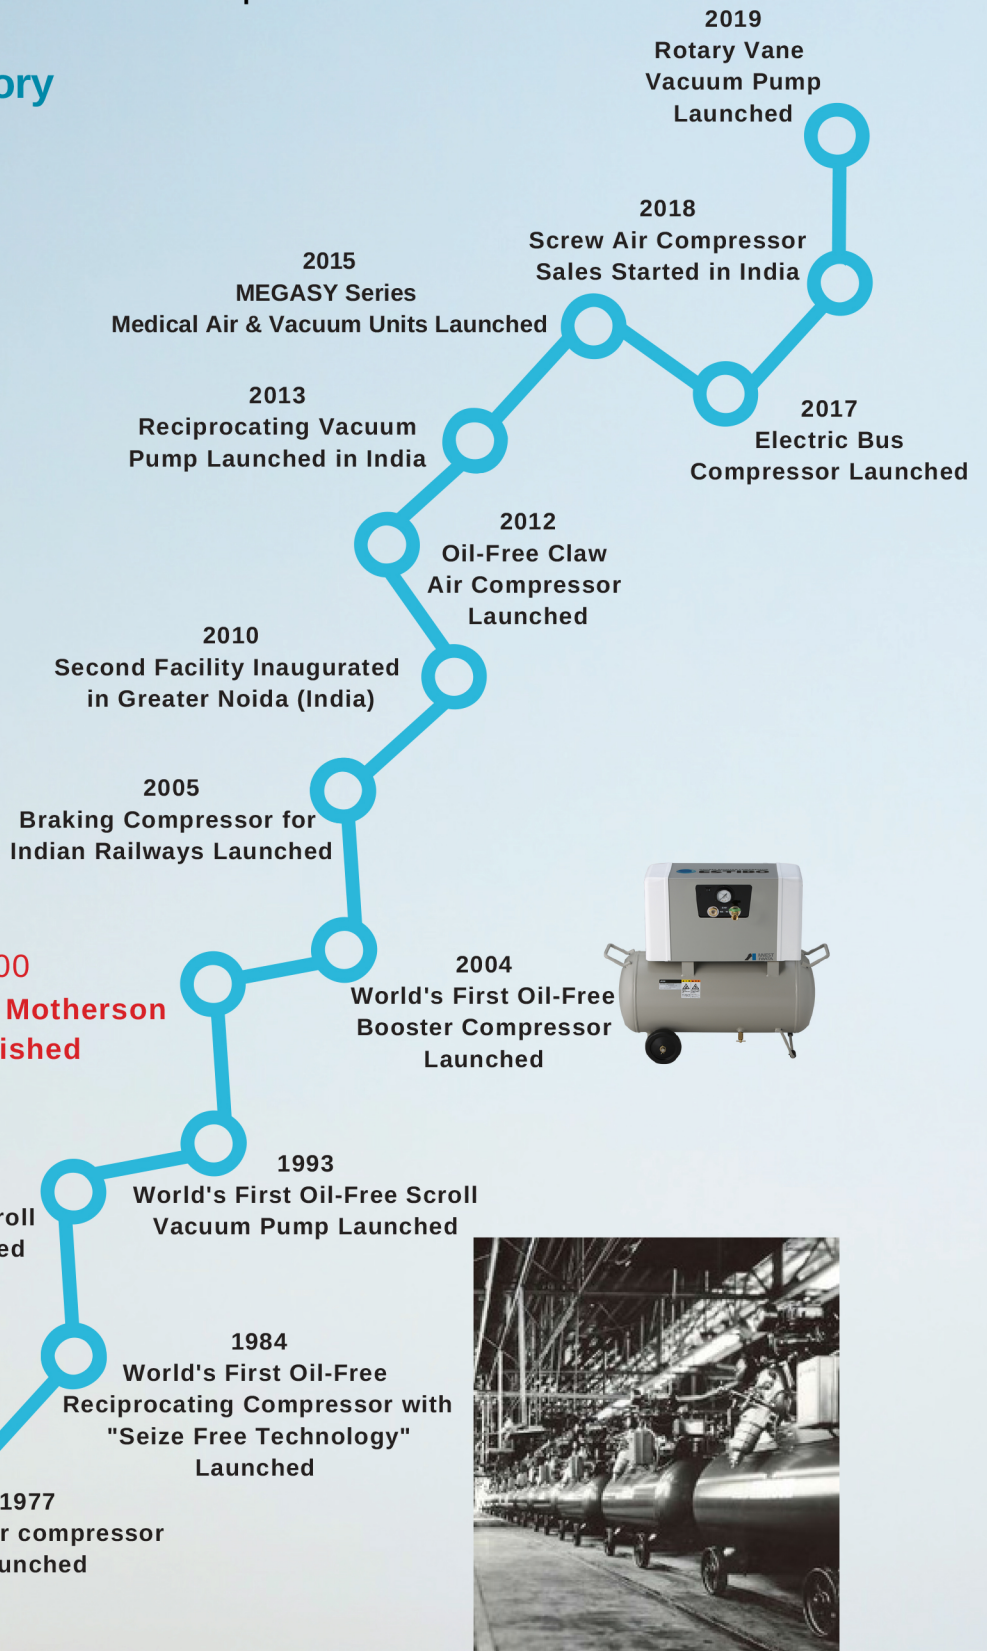 ory
2019
Rotary Vane
Vacuum Pump
Launched
2018
Screw Air Compressor
Sales Started in India
2015
MEGASY Series
Medical Air & Vacuum Units Launched
2017
Electric Bus
Compressor Launched
2013
Reciprocating Vacuum
Pump Launched in India
2012
Oil-Free Claw
Air Compressor
Launched
2010
Second Facility Inaugurated
in Greater Noida (India)
2005
Braking Compressor for
Indian Railways Launched
00
Motherson
ished
2004
World's First Oil-Free
Booster Compressor
Launched
1993
World's First Oil-Free Scroll
Vacuum Pump Launched
roll
ed
1984
World's First Oil-Free
Reciprocating Compressor with
"Seize Free Technology"
Launched
1977
r compressor
unched